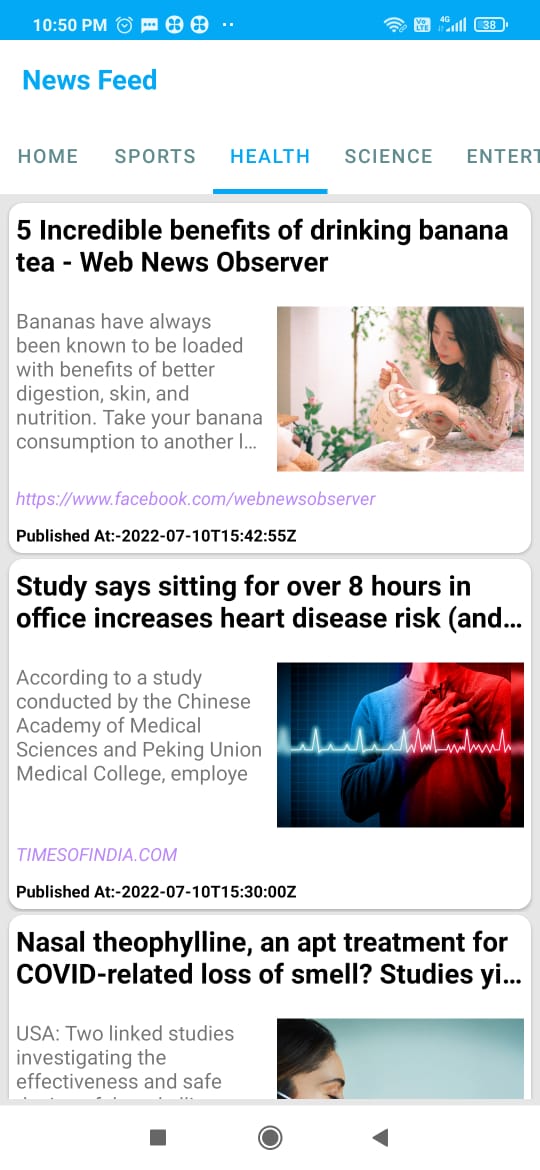 10:50 PM
Vo LTE 4G 38
News Feed
HOME SPORTS HEALTH SCIENCE ENTERT
5 Incredible benefits of drinking banana
tea - Web News Observer
Bananas have always
been known to be loaded
with benefits of better
digestion, skin, and
nutrition. Take your banana
consumption to another l...
https://www.facebook.com/webnewsobserver
Published At:-2022-07-10T15:42:55Z
Study says sitting for over 8 hours in
office increases heart disease risk (and...
According to a study
conducted by the Chinese
Academy of Medical
Sciences and Peking Union
Medical College, employe
TIMESOFINDIA.COM
Published At:-2022-07-10T15:30:00Z
Nasal theophylline, an apt treatment for
COVID-related loss of smell? Studies yi...
USA: Two linked studies
investigating the
effectiveness and safe